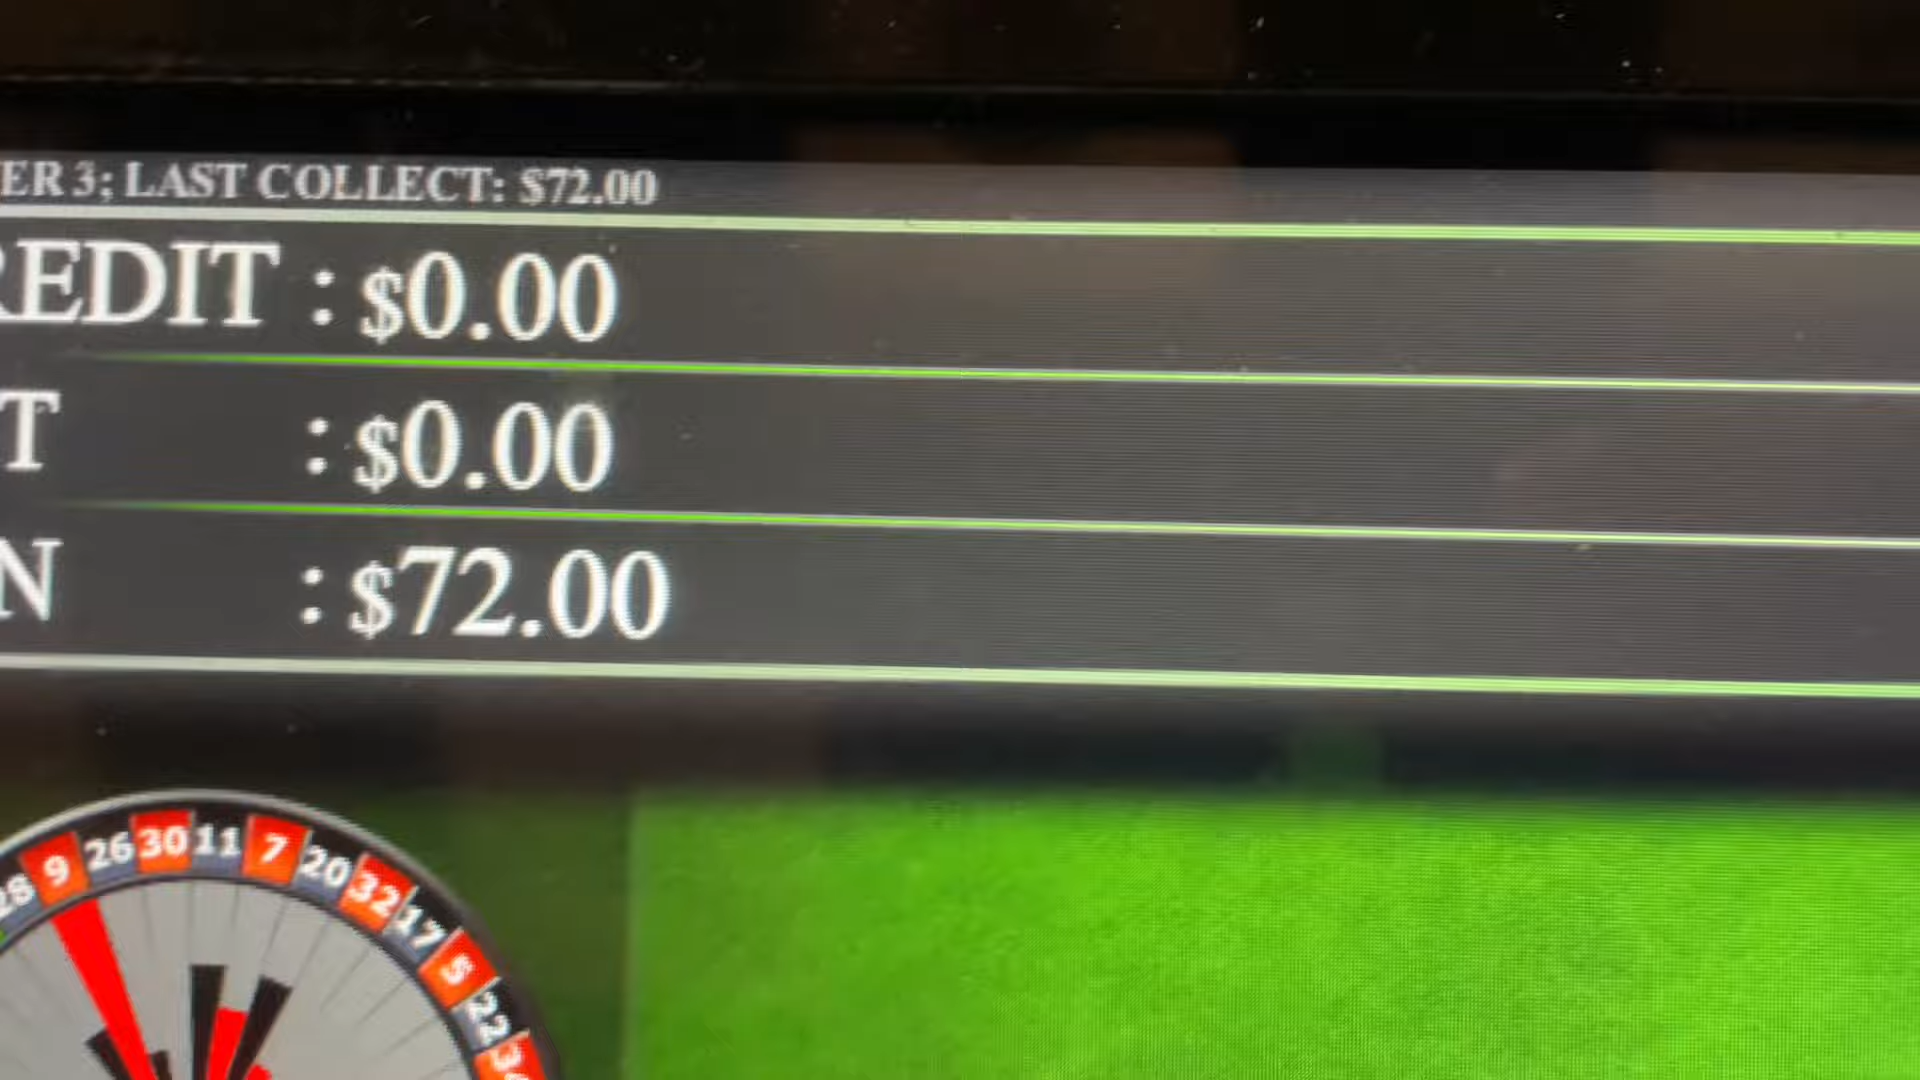 ER 3; LAST COLLECT: $72.00
REDIT : $0.00
T : $0.00
N : $72.00
28 9 26 30 11 7 20 32 17 5 22